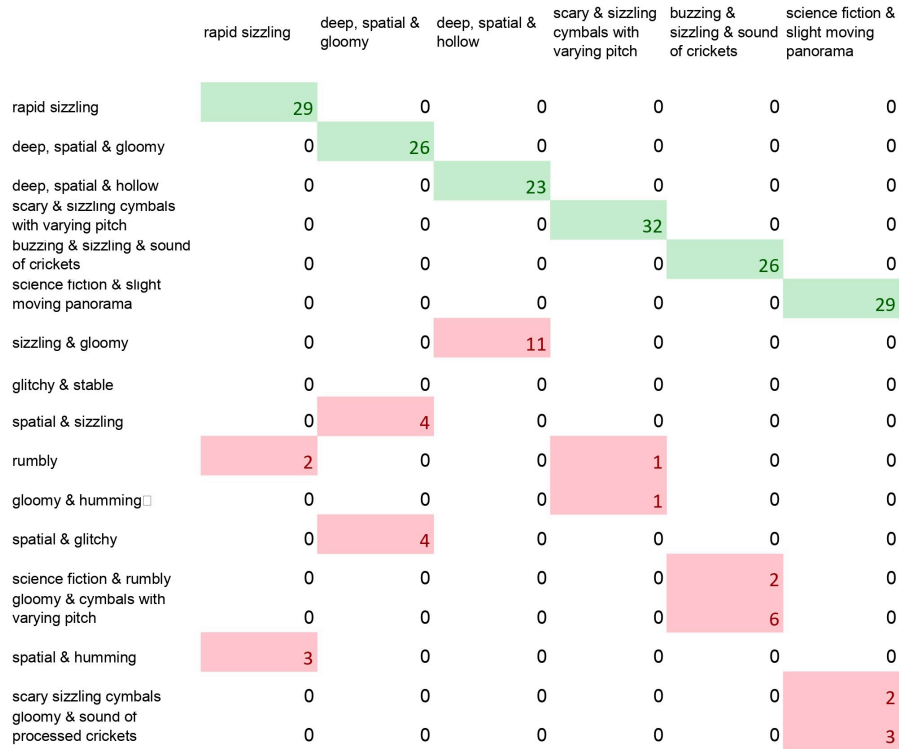 rapid sizzling deep, spatial & gloomy deep, spatial & hollow scary & sizzling cymbals with varying pitch buzzing & sizzling & sound of crickets science fiction & slight moving panorama
rapid sizzling 29 0 0 0 0 0
deep, spatial & gloomy 0 26 0 0 0 0
deep, spatial & hollow 0 0 23 0 0 0
scary & sizzling cymbals
with varying pitch 0 0 0 32 0 0
buzzing & sizzling & sound
of crickets 0 0 0 0 26 0
science fiction & slight
moving panorama 0 0 0 0 0 29
sizzling & gloomy 0 0 11 0 0 0
glitchy & stable 0 0 0 0 0 0
spatial & sizzling 0 4 0 0 0 0
rumbly 2 0 0 1 0 0
gloomy & humming 0 0 0 1 0 0
spatial & glitchy 0 4 0 0 0 0
science fiction & rumbly 0 0 0 0 2 0
gloomy & cymbals with
varying pitch 0 0 0 0 6 0
spatial & humming 3 0 0 0 0 0
scary sizzling cymbals 0 0 0 0 0 2
gloomy & sound of
processed crickets 0 0 0 0 0 3